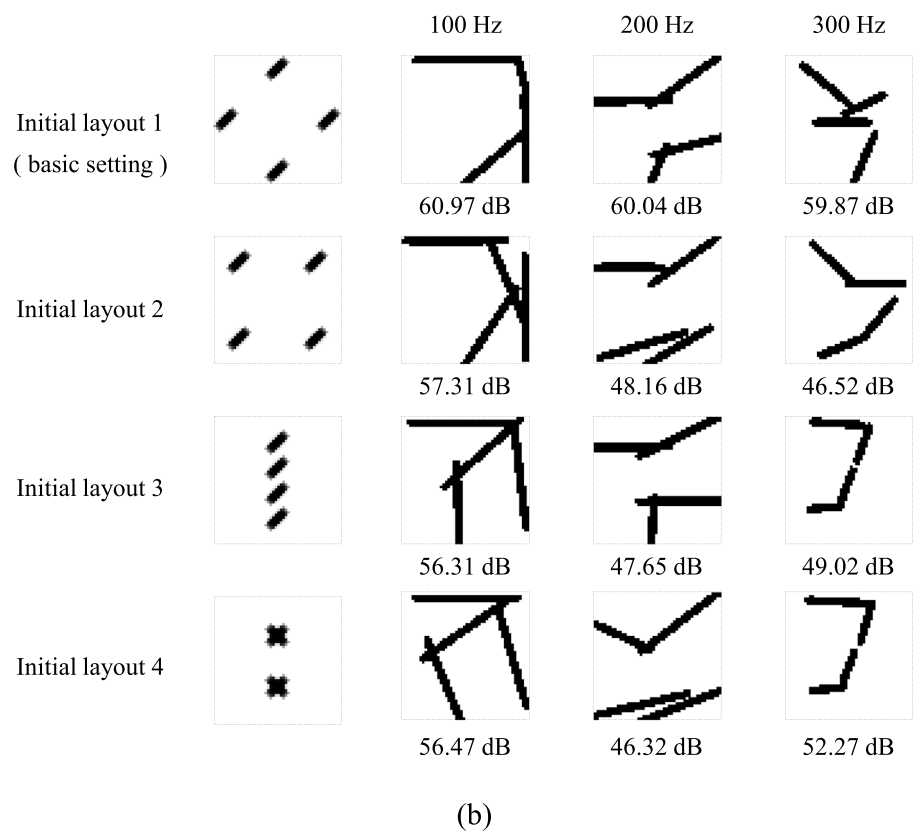 100 Hz 200 Hz 300 Hz
Initial layout 1
( basic setting )
60.97 dB 60.04 dB 59.87 dB
Initial layout 2
57.31 dB 48.16 dB 46.52 dB
Initial layout 3
56.31 dB 47.65 dB 49.02 dB
Initial layout 4
56.47 dB 46.32 dB 52.27 dB
(b)